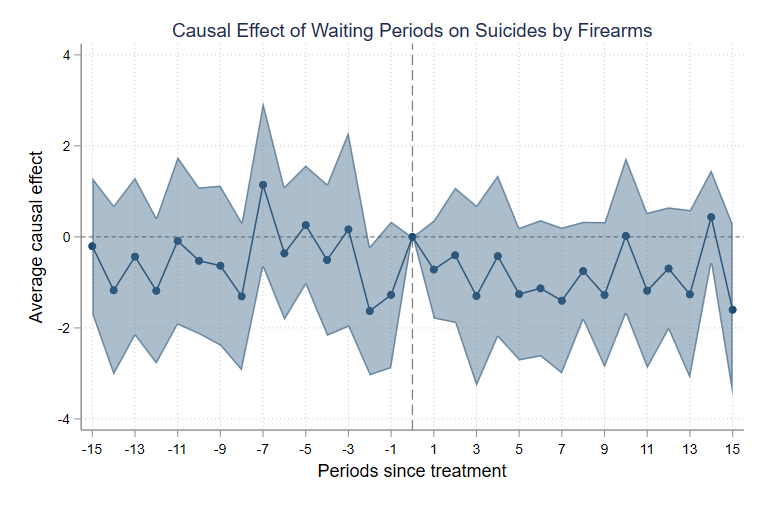 Causal Effect of Waiting Periods on Suicides by Firearms
4
2
0
-2
-4
Average causal effect
-15 -13 -11 -9 -7 -5 -3 -1 1 3 5 7 9 11 13 15
Periods since treatment